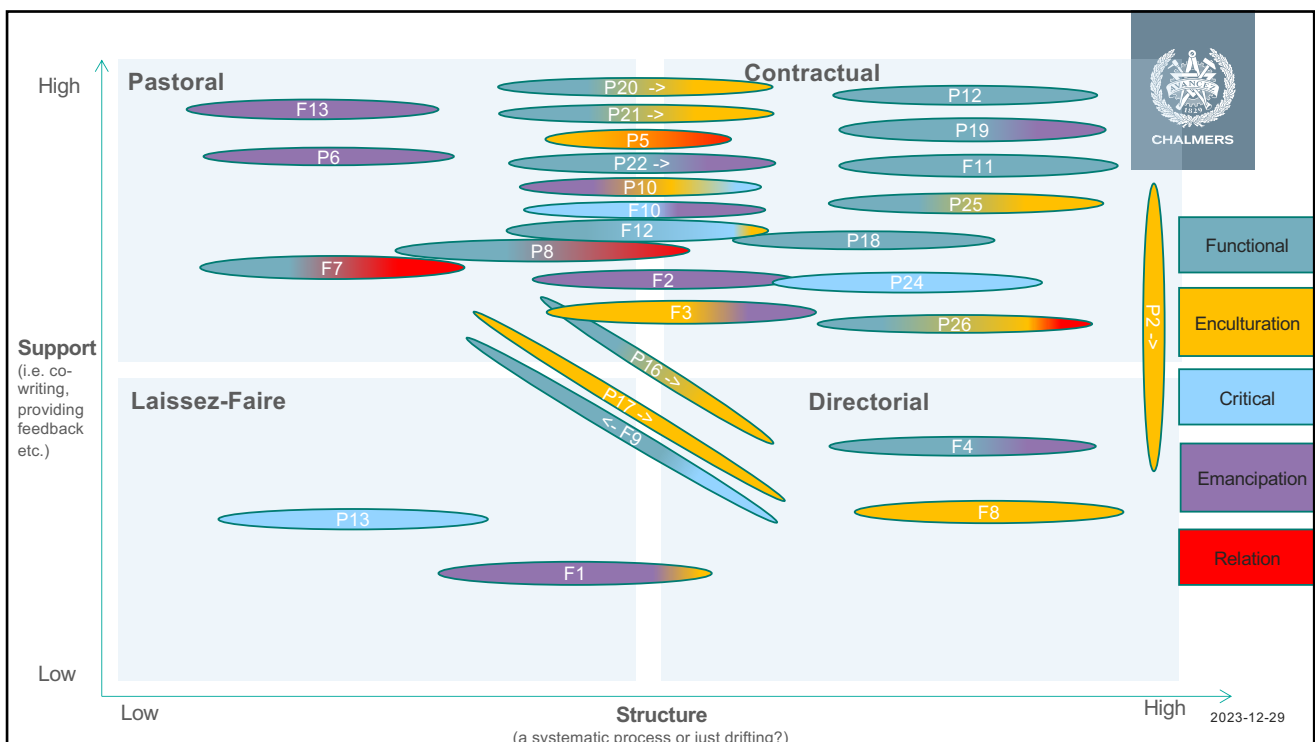 High
Pastoral
Contractual
P20 ->
F13
P21 ->
P5
P6
P22 ->
P10
F10
F12
P8
F7
F2
F3
P12
P19
F11
P25
P18
P24
P26
AVANCEZ
1829
CHALMERS
P2 ->
Functional
Enculturation
Critical
Emancipation
Relation
Support
(i.e. co-
writing,
providing
feedback
etc.)
P16 ->
P17 ->
<- F9
Laissez-Faire
Directorial
F4
F8
P13
F1
Low
Low
Structure
High
2023-12-29
(a systematic process or just drifting?)